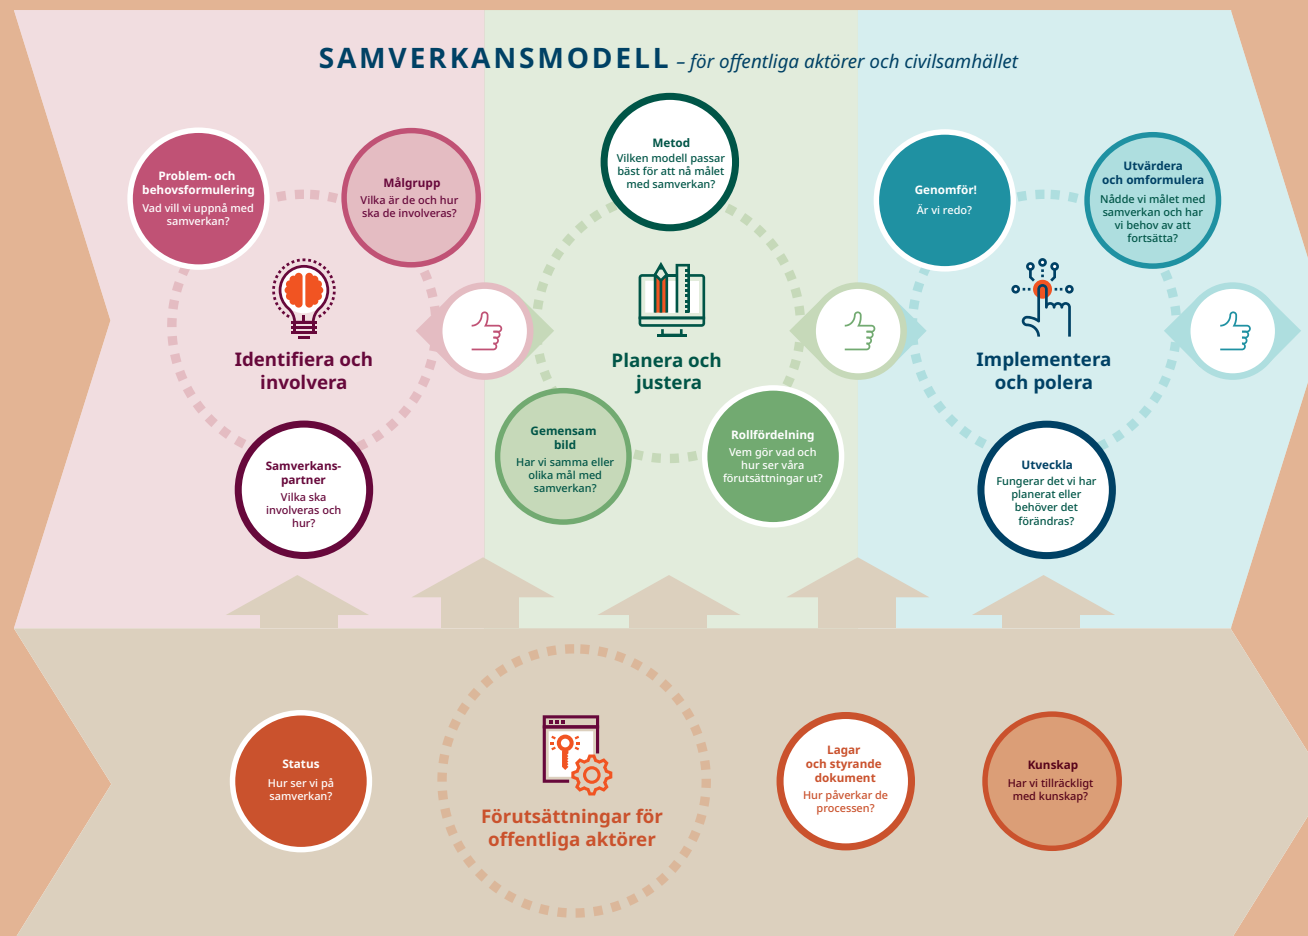 SAMVERKANSMODELL – för offentliga aktörer och civilsamhället
Problem- och
behovsformulering
Vad vill vi uppnå med
samverkan?
Målgrupp
Vilka är de och hur
ska de involveras?
Identifiera och
involvera
Samverkans-
partner
Vilka ska
involveras och
hur?
Metod
Vilken modell passar
bäst för att nå målet
med samverkan?
Planera och
justera
Gemensam
bild
Har vi samma eller
olika mål med
samverkan?
Rollfördelning
Vem gör vad och
hur ser våra
förutsättningar ut?
Genomför!
Är vi redo?
Utvärdera
och omformulera
Nådde vi målet med
samverkan och har
vi behov av att
fortsätta?
Implementera
och polera
Utveckla
Fungerar det vi har
planerat eller
behöver det
förändras?
Status
Hur ser vi på
samverkan?
Förutsättningar för
offentliga aktörer
Lagar
och styrande
dokument
Hur påverkar de
processen?
Kunskap
Har vi tillräckligt
med kunskap?